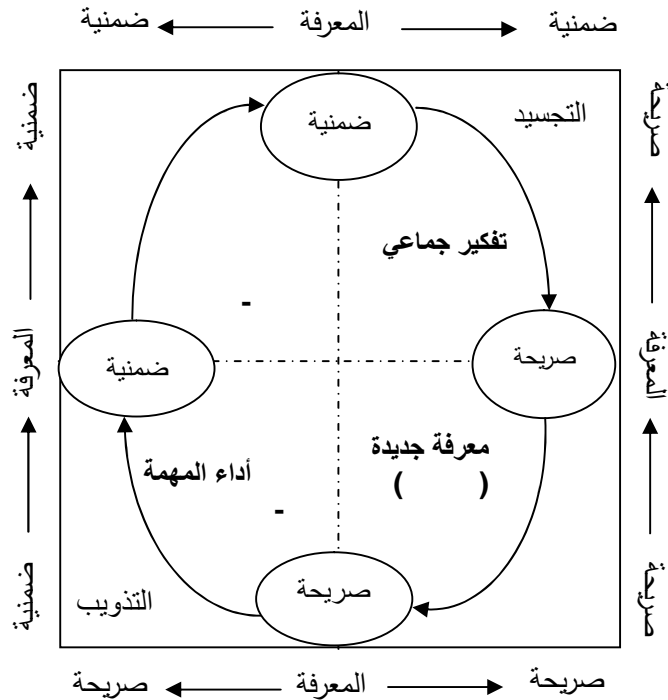 ضمنية المعرفة ضمنية
ضمنية
صريحة
ضمنية
التجسيد
تفكير جماعي
-
المعرفة
ضمنية
صريحة
المعرفة
معرفة جديدة
( )
أداء المهمة
-
صريحة
التذويب
ضمنية
صريحة
صريحة المعرفة صريحة